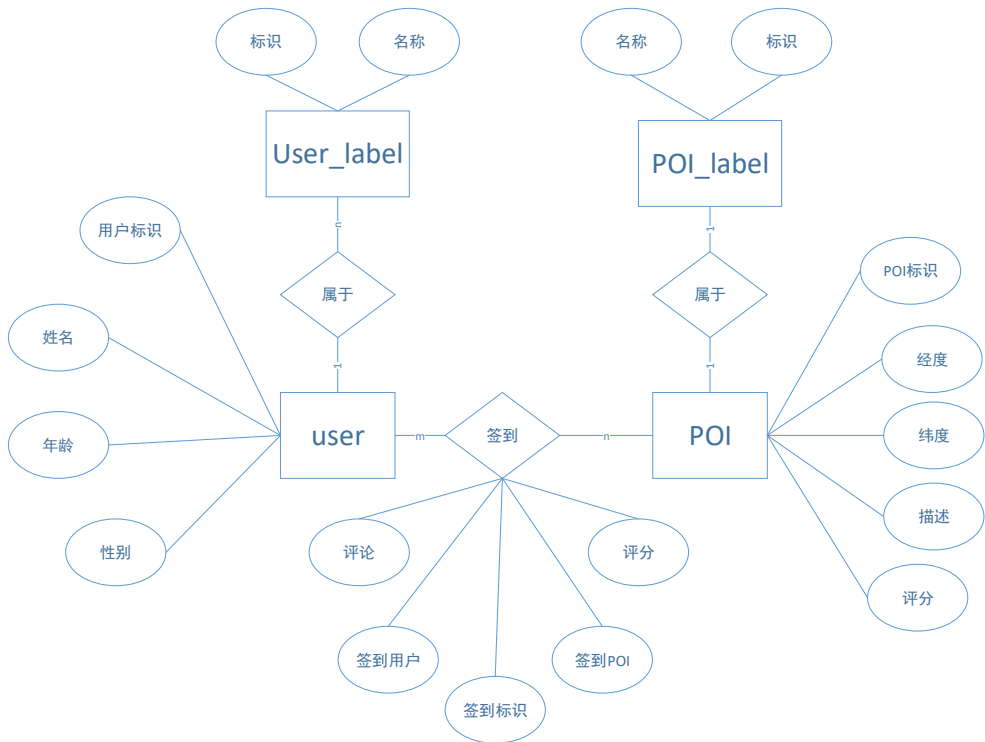 标识
名称
名称
标识
User_label
POI_label
用户标识
n
1
POI标识
属于
属于
姓名
经度
1
1
年龄
user
m
签到
n
POI
纬度
描述
性别
评论
评分
评分
签到用户
签到POI
签到标识